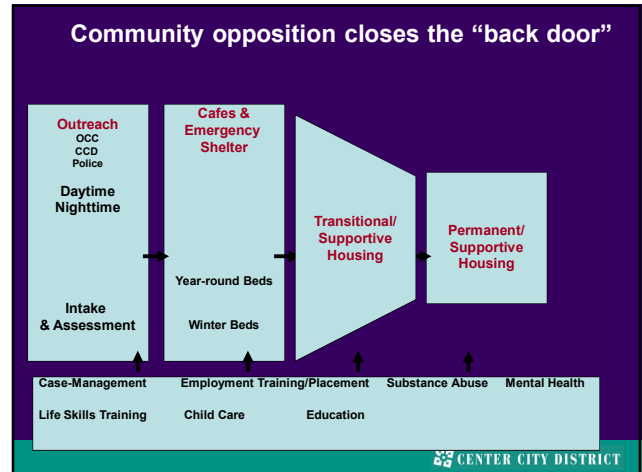 Community opposition closes the “back door”
Outreach
OCC
CCD
Police
Daytime
Nighttime
Intake
& Assessment
Cafes &
Emergency
Shelter
Year-round Beds
Winter Beds
Transitional/
Supportive
Housing
Permanent/
Supportive
Housing
Case-Management Employment Training/Placement Substance Abuse Mental Health
Life Skills Training Child Care Education
CENTER CITY DISTRICT